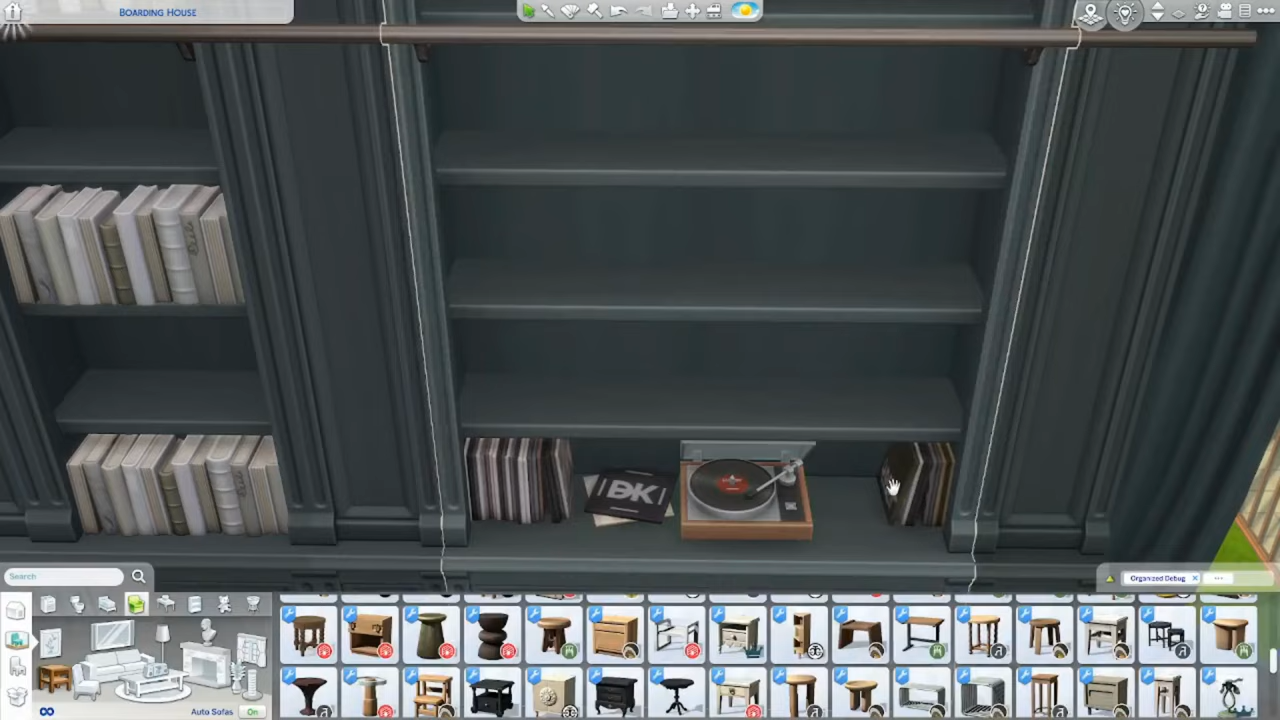 BOARDING HOUSE
DK
Search
Organized Debug
Auto Sofas
On